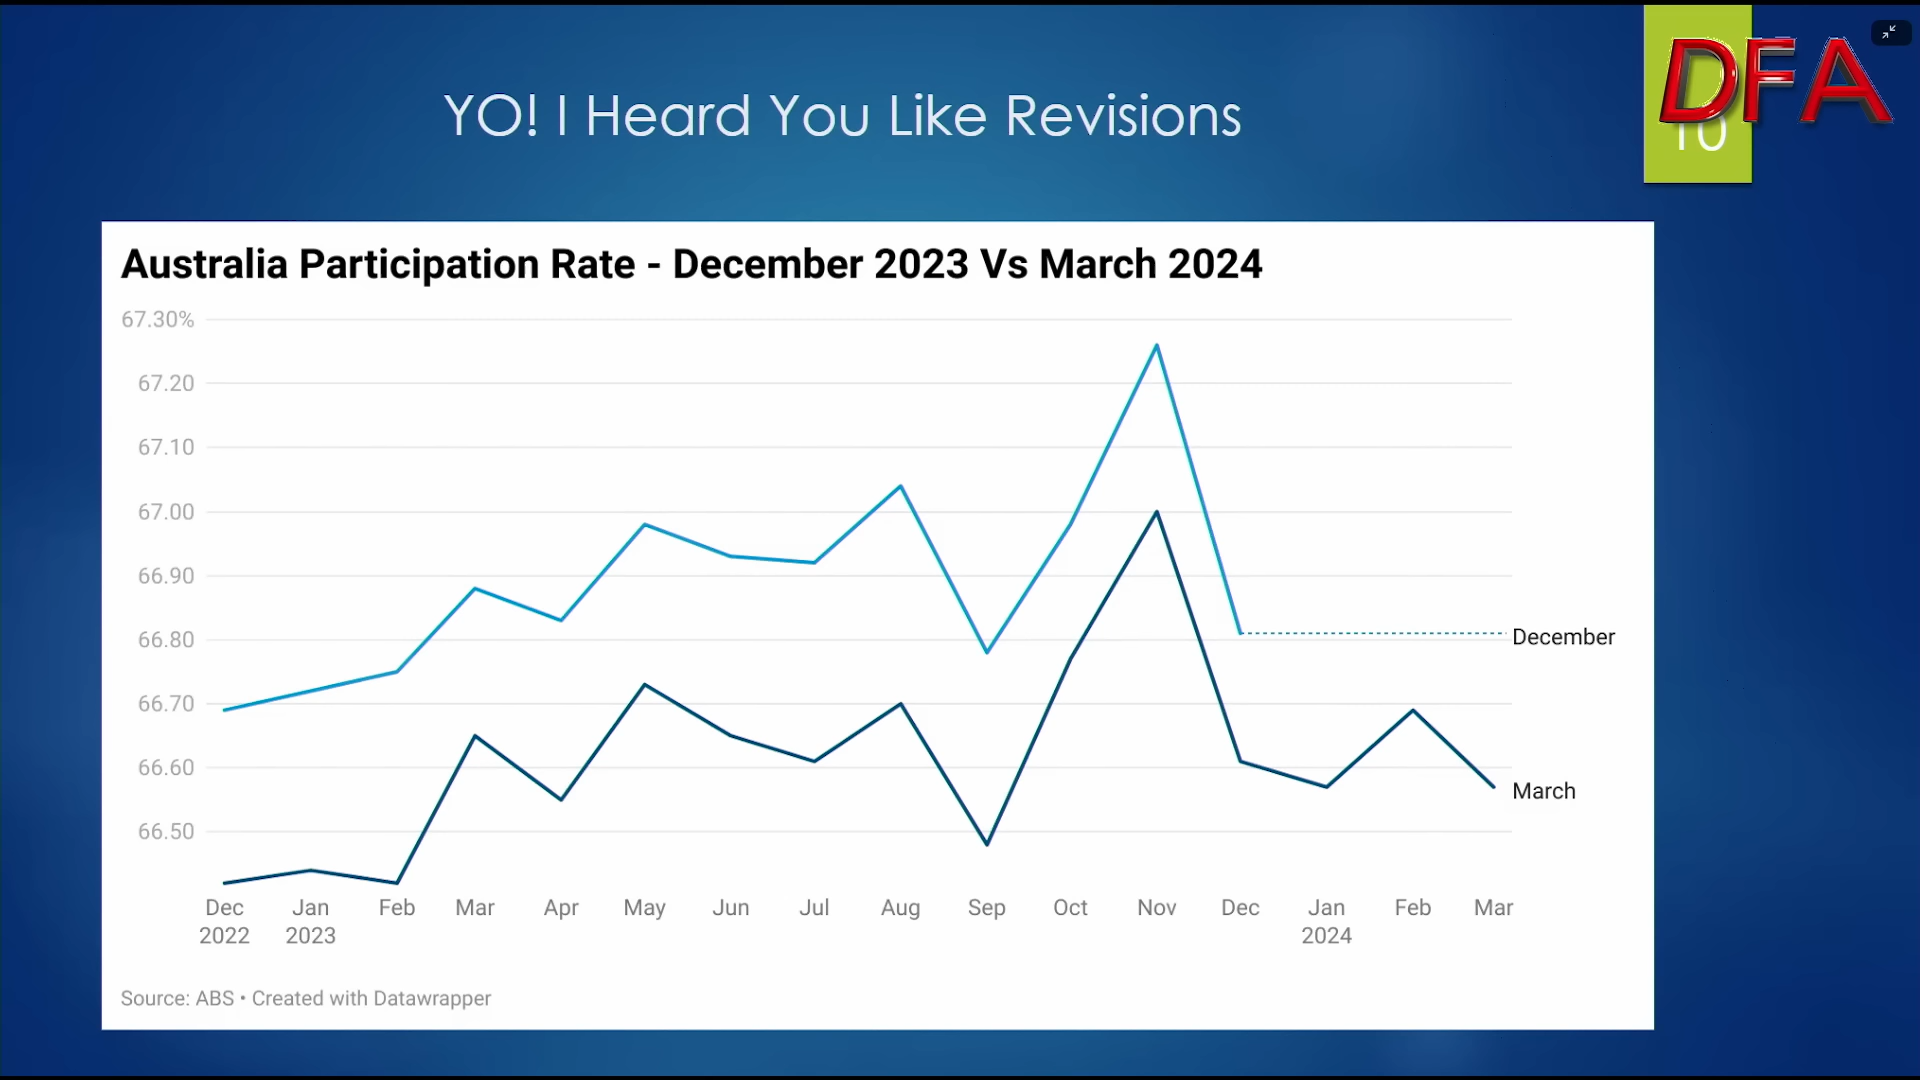 YO! I Heard You Like Revisions
DFA
10
Australia Participation Rate - December 2023 Vs March 2024
67.30%
67.20
67.10
67.00
66.90
66.80
66.70
66.60
66.50
December
March
Dec Jan Feb Mar Apr May Jun Jul Aug Sep Oct Nov Dec Jan Feb Mar
2022 2023 2024
Source: ABS • Created with Datawrapper